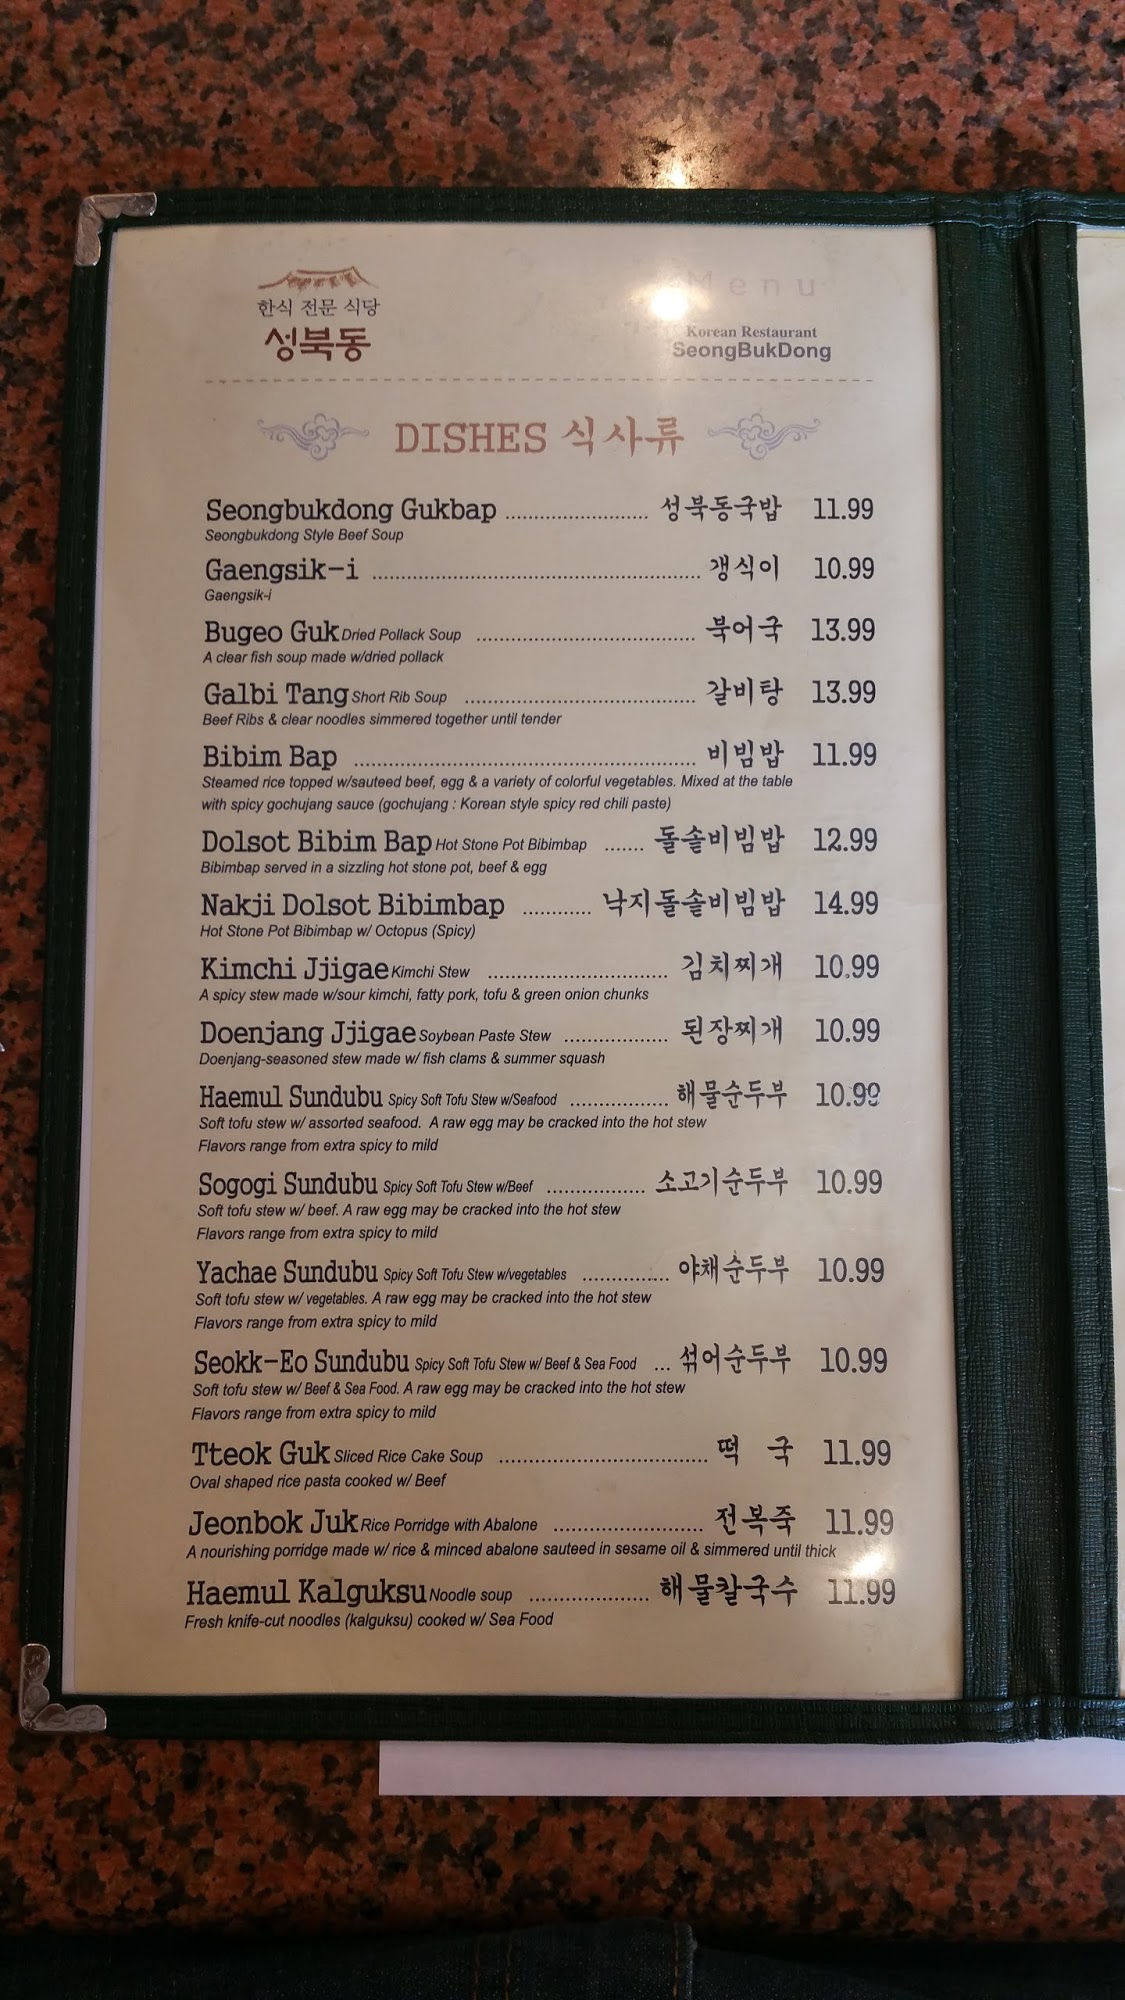 한식 전문 식당
성북동
Menu
Korean Restaurant
SeongBukDong
DISHES 식사류
Seongbukdong Gukbap ........................ 성북동국밥 11.99
Seongbukdong Style Beef Soup
Gaengsik-i ........................ 갱식이 10.99
Gaengsik-i
Bugeo Guk Dried Pollack Soup ........................ 북어국 13.99
A clear fish soup made w/dried pollack
Galbi Tang Short Rib Soup ........................ 갈비탕 13.99
Beef Ribs & clear noodles simmered together until tender
Bibim Bap ........................ 비빔밥 11.99
Steamed rice topped w/sauteed beef, egg & a variety of colorful vegetables. Mixed at the table
with spicy gochujang sauce (gochujang : Korean style spicy red chili paste)
Dolsot Bibim Bap Hot Stone Pot Bibimbap ....... 돌솥비빔밥 12.99
Bibimbap served in a sizzling hot stone pot, beef & egg
Nakji Dolsot Bibimbap ............ 낙지돌솥비빔밥 14.99
Hot Stone Pot Bibimbap w/ Octopus (Spicy)
Kimchi Jjigae Kimchi Stew ........................ 김치찌개 10.99
A spicy stew made w/sour kimchi, fatty pork, tofu & green onion chunks
Doenjang Jjigae Soybean Paste Stew .................. 된장찌개 10.99
Doenjang-seasoned stew made w/ fish clams & summer squash
Haemul Sundubu Spicy Soft Tofu Stew w/Seafood ................. 해물순두부 10.99
Soft tofu stew w/ assorted seafood. A raw egg may be cracked into the hot stew
Flavors range from extra spicy to mild
Sogogi Sundubu Spicy Soft Tofu Stew w/Beef ................. 소고기순두부 10.99
Soft tofu stew w/ beef. A raw egg may be cracked into the hot stew
Flavors range from extra spicy to mild
Yachae Sundubu Spicy Soft Tofu Stew w/vegetables ............... 야채순두부 10.99
Soft tofu stew w/ vegetables. A raw egg may be cracked into the hot stew
Flavors range from extra spicy to mild
Seokk-Eo Sundubu Spicy Soft Tofu Stew w/ Beef & Sea Food ... 섞어순두부 10.99
Soft tofu stew w/ Beef & Sea Food. A raw egg may be cracked into the hot stew
Flavors range from extra spicy to mild
Tteok Guk Sliced Rice Cake Soup ........................ 떡 국 11.99
Oval shaped rice pasta cooked w/ Beef
Jeonbok Juk Rice Porridge with Abalone ........................ 전복죽 11.99
A nourishing porridge made w/ rice & minced abalone sauteed in sesame oil & simmered until thick
Haemul Kalguksu Noodle soup .................... 해물칼국수 11.99
Fresh knife-cut noodles (kalguksu) cooked w/ Sea Food